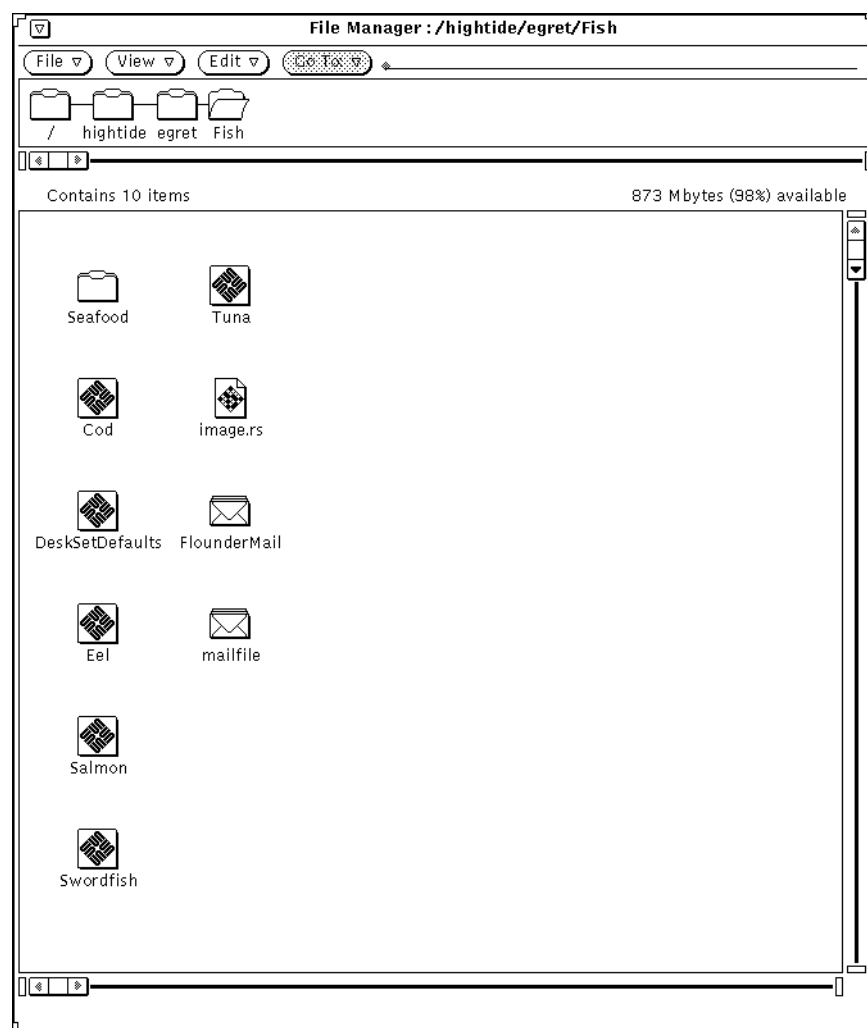 File Manager : /hightide/egret/Fish
File View Edit Go To:
/ hightide egret Fish
Contains 10 items 873 Mbytes (98%) available
Seafood Tuna
Cod image.rs
DeskSetDefaults FlounderMail
Eel mailfile
Salmon
Swordfish